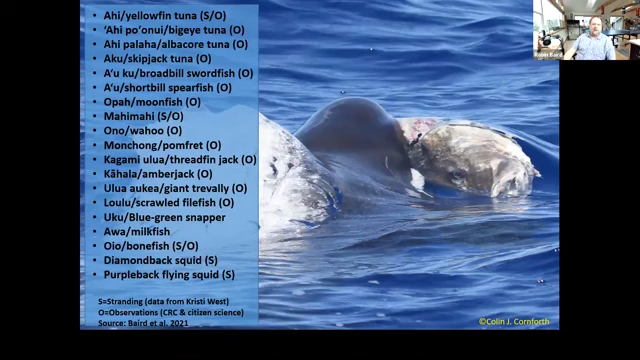 • Ahi/yellowfin tuna (S/O)
• 'Ahi po'onui/bigeye tuna (O)
• Ahi palaha/albacore tuna (O)
• Aku/skipjack tuna (O)
• A'u ku/broadbill swordfish (O)
• A'u/shortbill spearfish (O)
• Opah/moonfish (O)
• Mahimahi (S/O)
• Ono/wahoo (O)
• Monchong/pomfret (O)
• Kagami ulua/threadfin jack (O)
• Kāhala/amberjack (O)
• Ulua aukea/giant trevally (O)
• Loulu/scrawled filefish (O)
• Uku/Blue-green snapper
• Awa/milkfish
• Oio/bonefish (S/O)
• Diamondback squid (S)
• Purpleback flying squid (S)
S=Stranding (data from Kristi West)
O=Observations (CRC & citizen science)
Source: Baird et al. 2021
©Colin J. Cornforth
Robin Baird